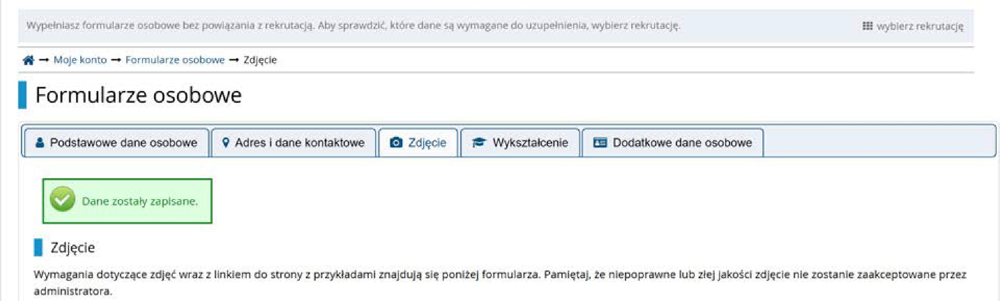 Wypełniasz formularze osobowe bez powiązania z rekrutacją. Aby sprawdzić, które dane są wymagane do uzupełnienia, wybierz rekrutację. wybierz rekrutację
→ Moje konto → Formularze osobowe → Zdjęcie
Formularze osobowe
Podstawowe dane osobowe Adres i dane kontaktowe Zdjęcie Wykształcenie Dodatkowe dane osobowe
Dane zostały zapisane.
Zdjęcie
Wymagania dotyczące zdjęć wraz z linkiem do strony z przykładami znajdują się poniżej formularza. Pamiętaj, że niepoprawne lub złej jakości zdjęcie nie zostanie zaakceptowane przez
administratora.